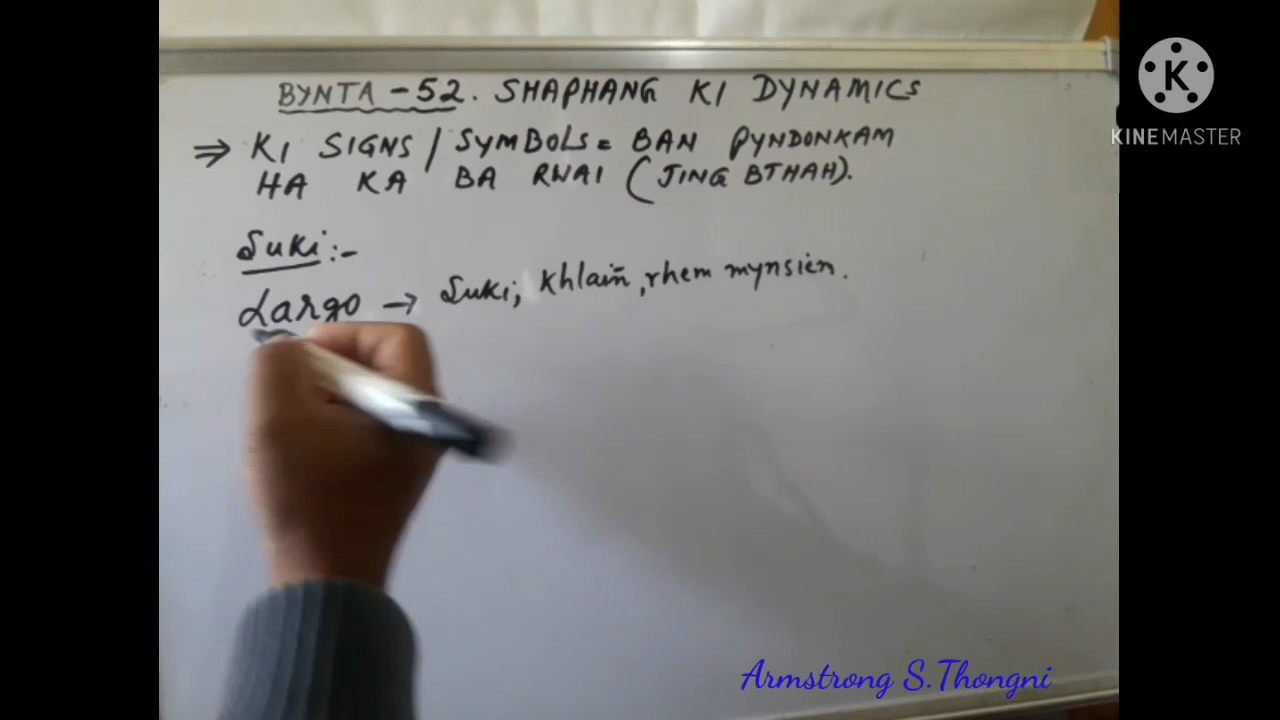 BYNTA - 52. SHAPHANG KI DYNAMICS
⇒ KI SIGNS / SYMBOLS = BAN PYNDONKAM
HA KA BA RWAI (JING BTHAH).
Suki :-
Largo → Suki; Khlaiñ, rhem mynsien.
KINEMASTER
Armstrong S.Thongni